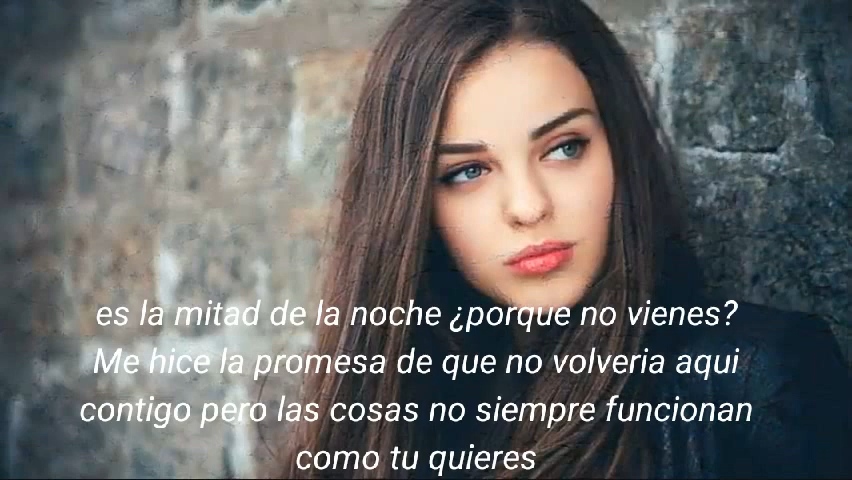 es la mitad de la noche ¿porque no vienes?
Me hice la promesa de que no volveria aqui
contigo pero las cosas no siempre funcionan
como tu quieres